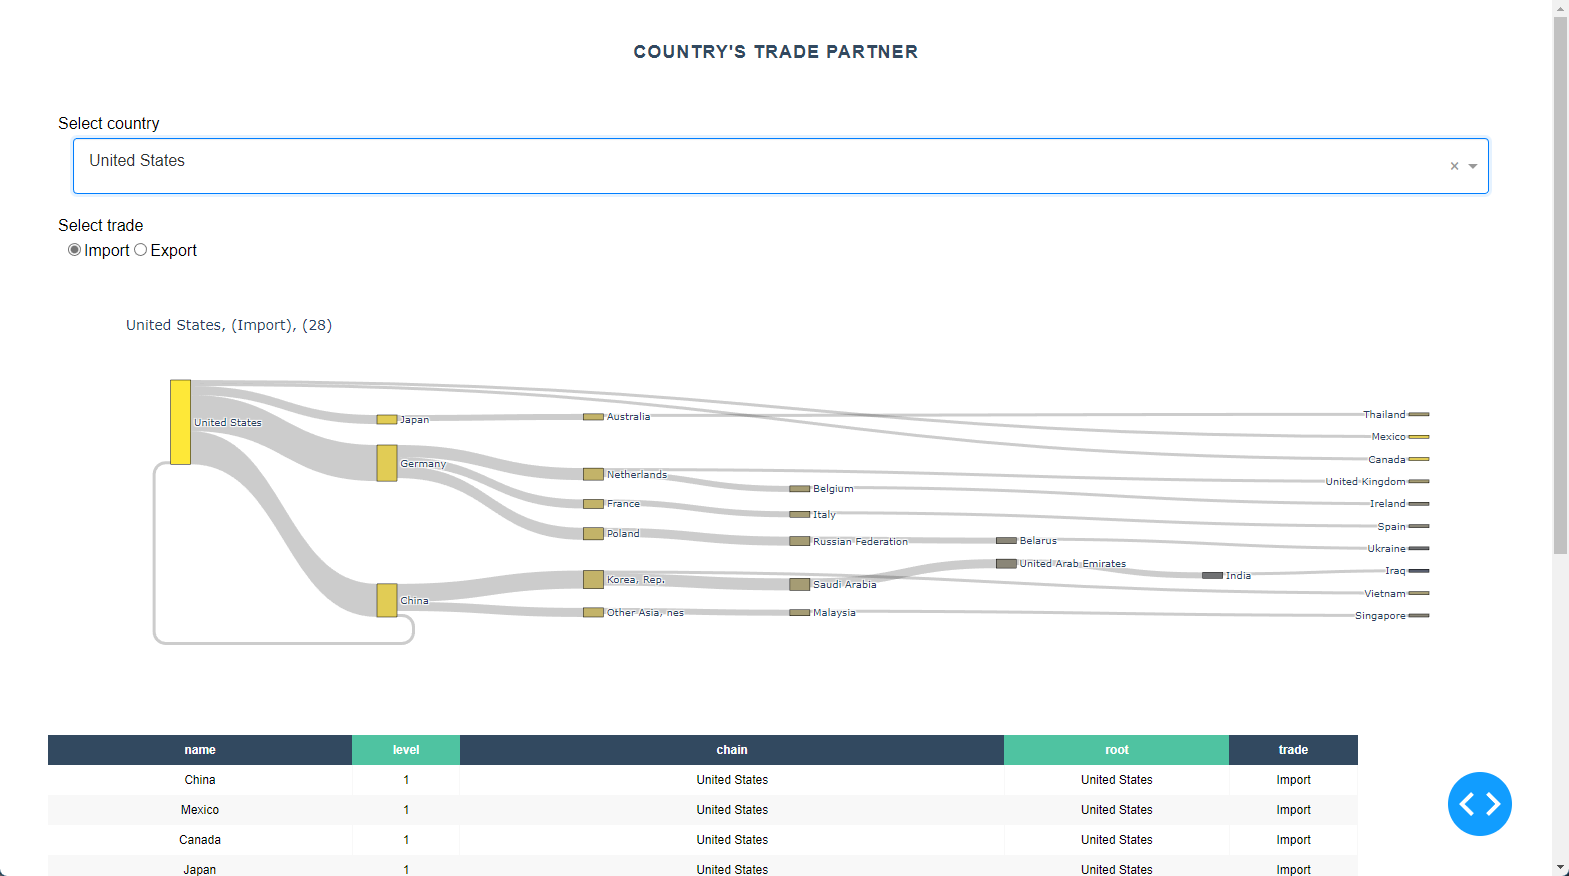 COUNTRY'S TRADE PARTNER
Select country
United States
×
Select trade
Import Export
United States, (Import), (28)
United States
Japan
Australia
Thailand
Mexico
Canada
Germany
Netherlands
United Kingdom
Belgium
Ireland
France
Italy
Spain
Poland
Russian Federation
Belarus
Ukraine
United Arab Emirates
India
Iraq
China
Korea, Rep.
Saudi Arabia
Vietnam
Other Asia, nes
Malaysia
Singapore
name level chain root trade
China 1 United States United States Import
Mexico 1 United States United States Import
Canada 1 United States United States Import
Japan 1 United States United States Import